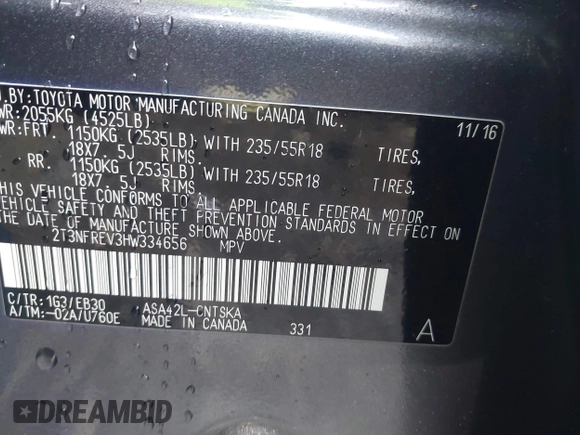 D.BY:TOYOTA MOTOR MANUFACTURING CANADA INC.
WR:2055KG (4525LB) 11/16
WR:FRT 1150KG (2535LB) WITH 235/55R18 TIRES,
18X7.5J RIMS
RR 1150KG (2535LB) WITH 235/55R18 TIRES,
18X7.5J RIMS
THIS VEHICLE CONFORMS TO ALL APPLICABLE FEDERAL MOTOR
VEHICLE SAFETY AND THEFT PREVENTION STANDARDS IN EFFECT ON
THE DATE OF MANUFACTURE SHOWN ABOVE.
2T3NFREV3HW334656 MPV
C/TR:1G3/EB30 ASA42L-CNTSKA
A/TM:-02A/U760E MADE IN CANADA 331 A
DREAMBID